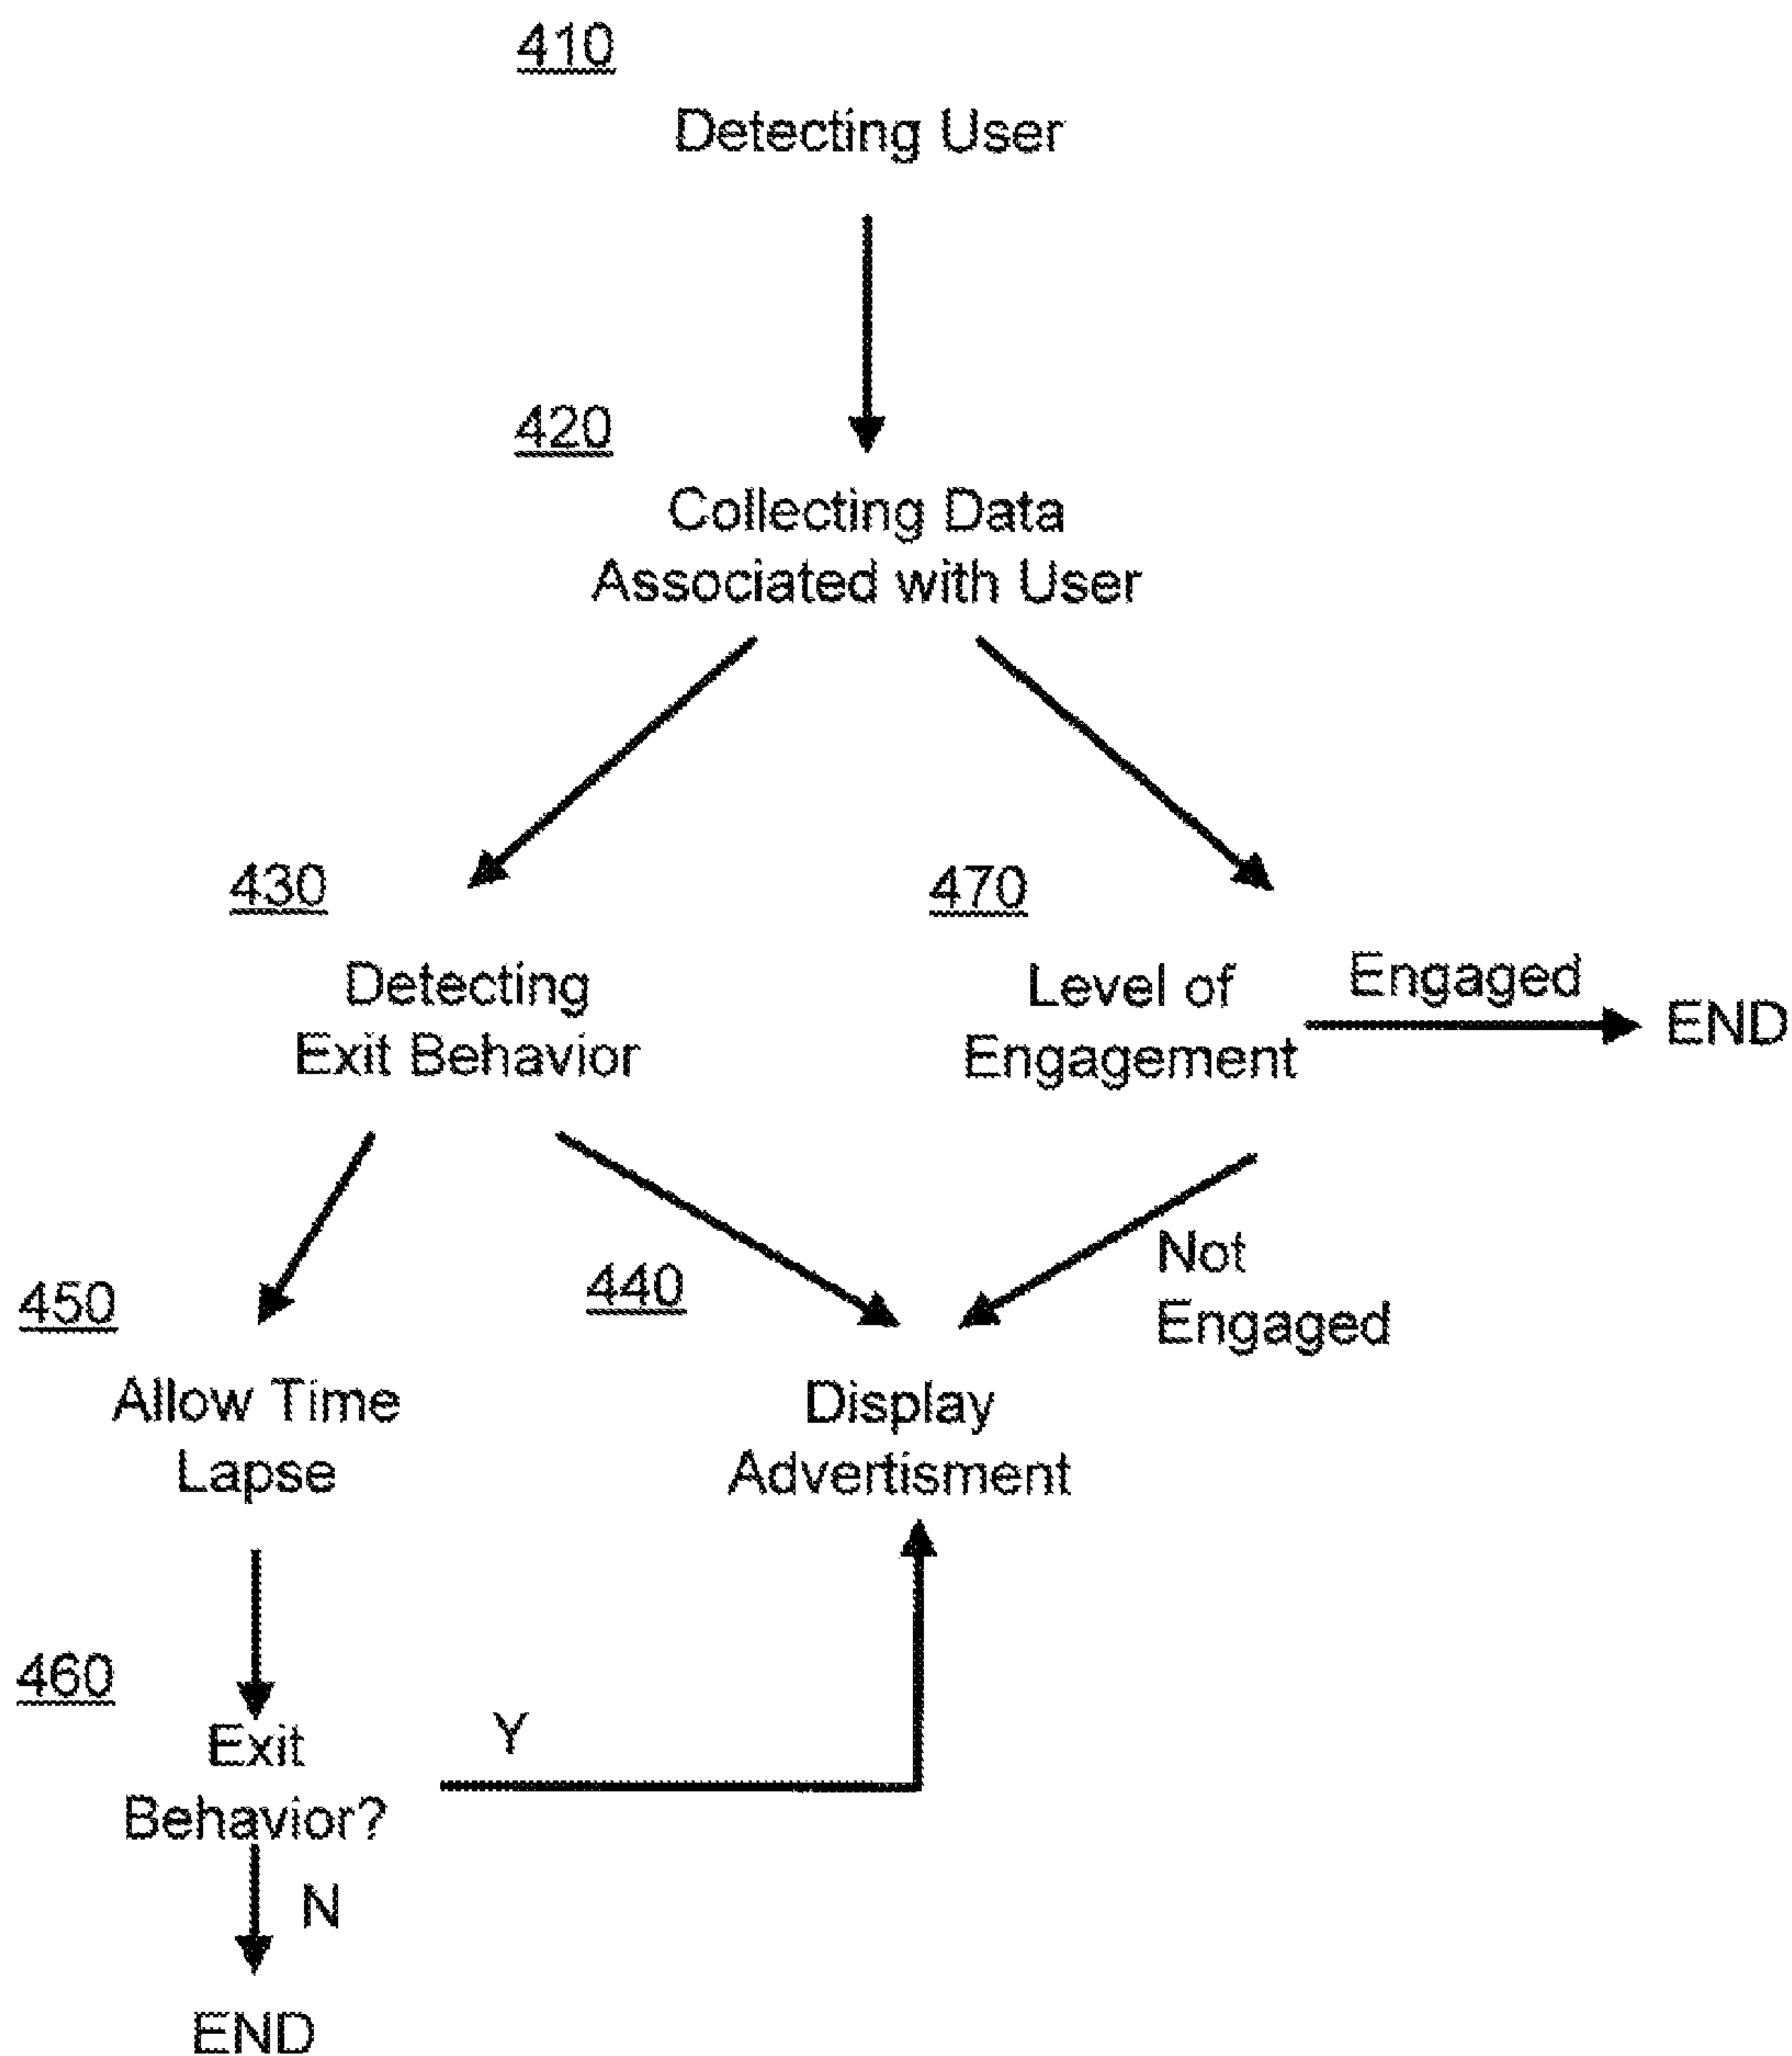 410
Detecting User
420
Collecting Data
Associated with User
430
Detecting
Exit Behavior
470
Level of
Engagement
Engaged
END
450
Allow Time
Lapse
440
Display
Advertisment
Not
Engaged
460
Exit
Behavior?
Y
N
END